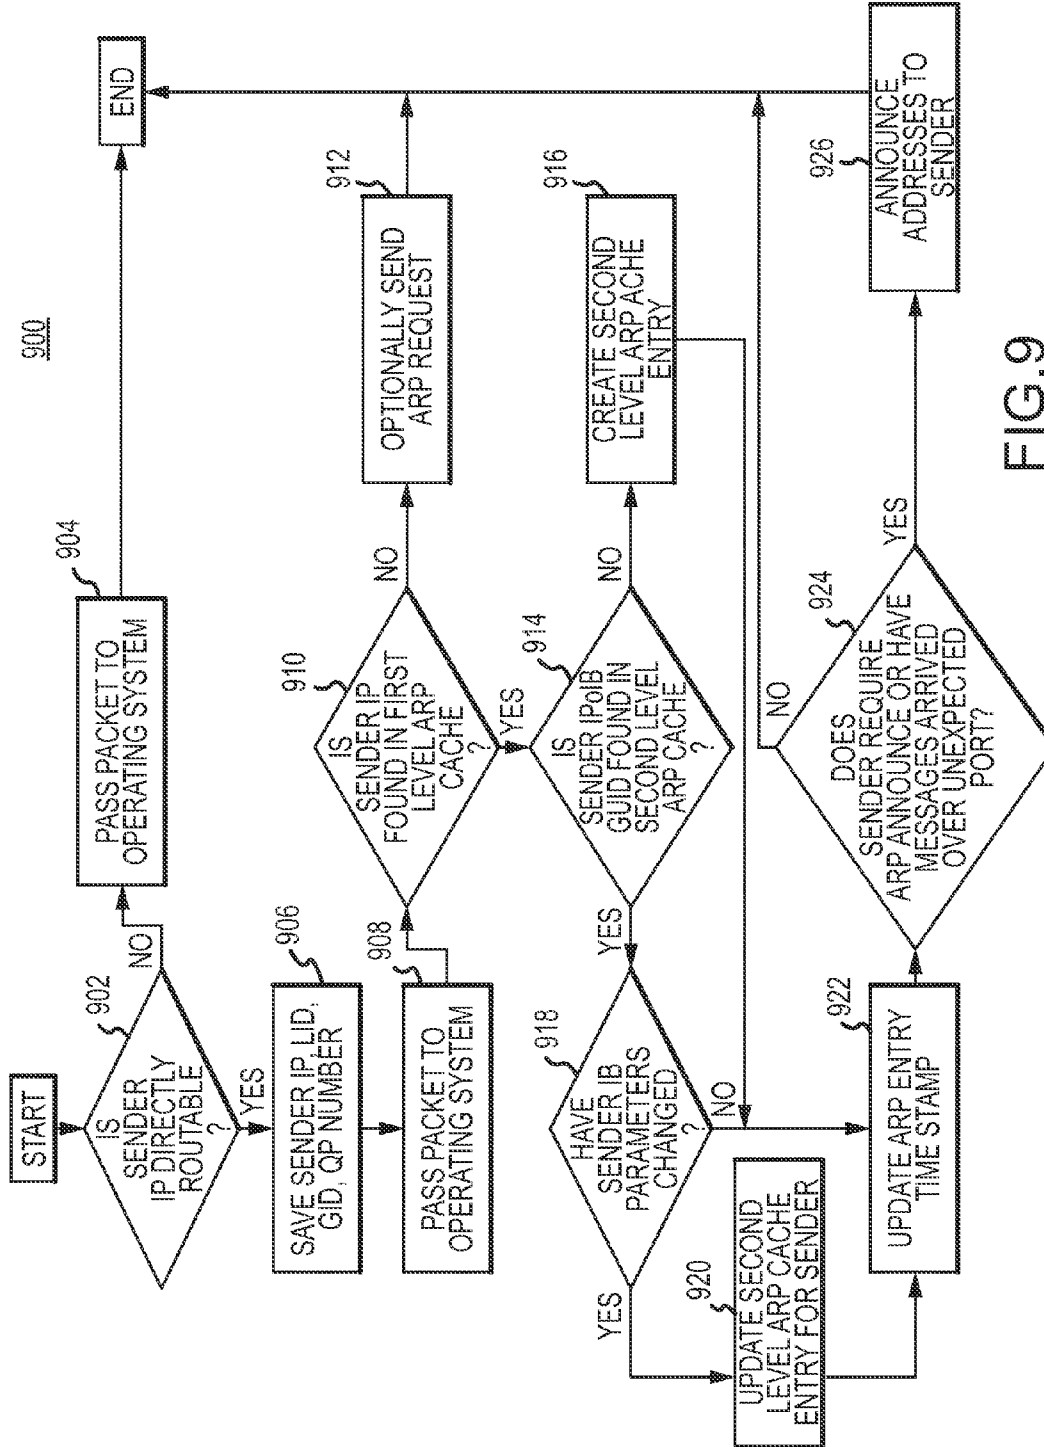 900
START
902
IS
SENDER
IP DIRECTLY
ROUTABLE
?
NO
904
PASS PACKET TO
OPERATING SYSTEM
END
YES
906
SAVE SENDER IP, LID,
GID, QP NUMBER
908
PASS PACKET TO
OPERATING SYSTEM
910
IS
SENDER IP
FOUND IN FIRST
LEVEL ARP
CACHE
?
NO
912
OPTIONALLY SEND
ARP REQUEST
YES
914
IS
SENDER IPoIB
GUID FOUND IN
SECOND LEVEL
ARP CACHE
?
NO
916
CREATE SECOND
LEVEL ARP ACHE
ENTRY
YES
918
HAVE
SENDER IB
PARAMETERS
CHANGED
?
NO
YES
920
UPDATE SECOND
LEVEL ARP CACHE
ENTRY FOR SENDER
922
UPDATE ARP ENTRY
TIME STAMP
924
DOES
SENDER REQUIRE
ARP ANNOUNCE OR HAVE
MESSAGES ARRIVED
OVER UNEXPECTED
PORT?
NO
YES
926
ANNOUNCE
ADDRESSES TO
SENDER
FIG.9